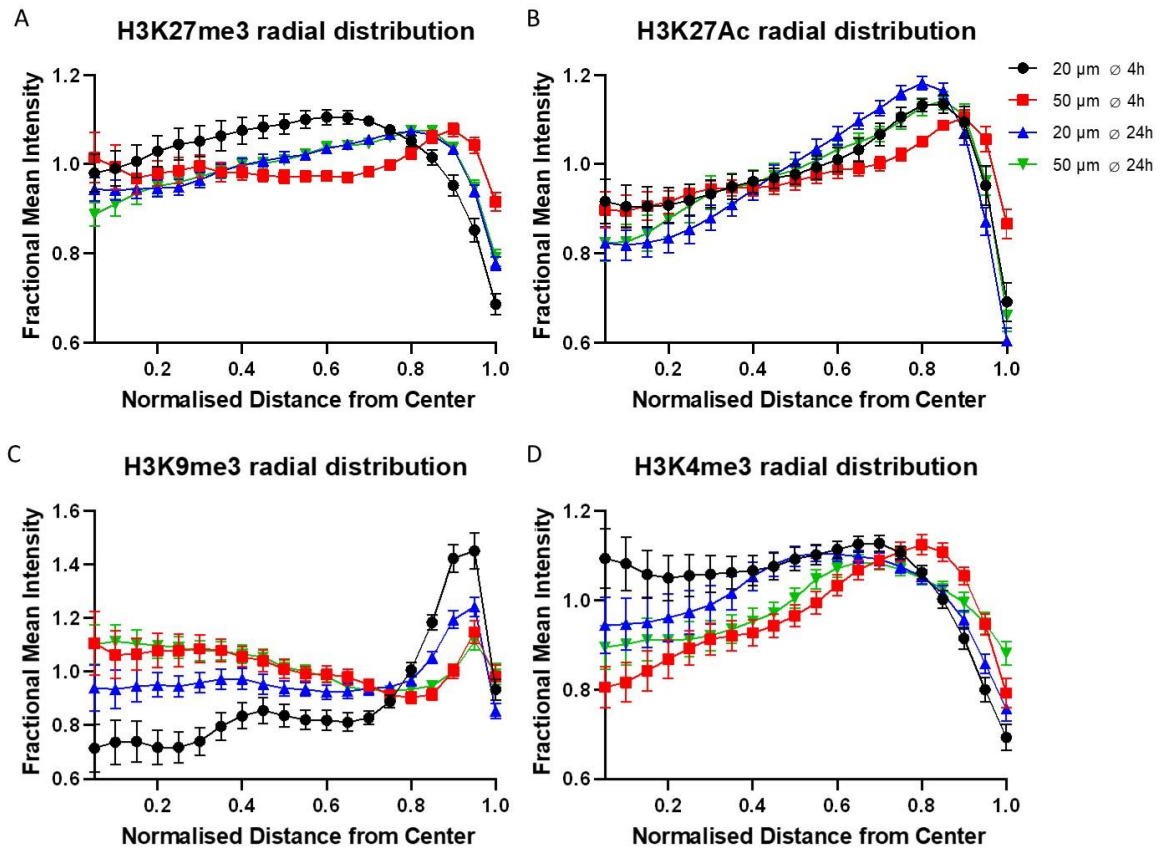 A
H3K27me3 radial distribution
Fractional Mean Intensity
1.2
1.0
0.8
0.6
0.2 0.4 0.6 0.8 1.0
Normalised Distance from Center
B
H3K27Ac radial distribution
Fractional Mean Intensity
1.2
1.0
0.8
0.6
0.2 0.4 0.6 0.8 1.0
Normalised Distance from Center
20 µm ∅ 4h
50 µm ∅ 4h
20 µm ∅ 24h
50 µm ∅ 24h
C
H3K9me3 radial distribution
Fractional Mean Intensity
1.6
1.4
1.2
1.0
0.8
0.6
0.2 0.4 0.6 0.8 1.0
Normalised Distance from Center
D
H3K4me3 radial distribution
Fractional Mean Intensity
1.2
1.0
0.8
0.6
0.2 0.4 0.6 0.8 1.0
Normalised Distance from Center